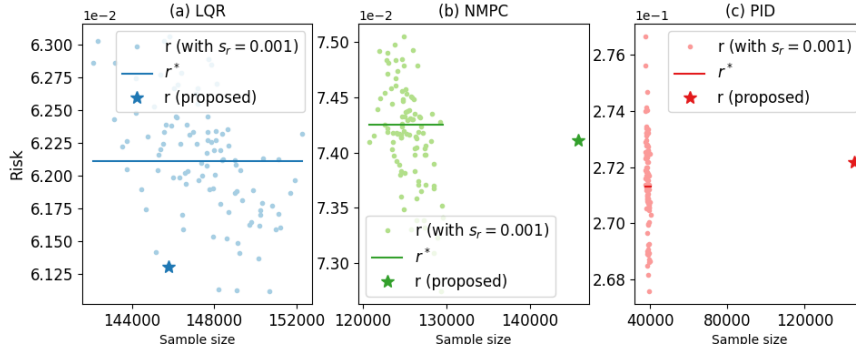 (a) LQR
1e−2
Risk
6.300
6.275
6.250
6.225
6.200
6.175
6.150
6.125
r (with s_r = 0.001)
r*
r (proposed)
144000 148000 152000
Sample size
(b) NMPC
1e−2
7.50
7.45
7.40
7.35
7.30
r (with s_r = 0.001)
r*
r (proposed)
120000 130000 140000
Sample size
(c) PID
1e−1
2.76
2.74
2.72
2.70
2.68
r (with s_r = 0.001)
r*
r (proposed)
40000 80000 120000
Sample size